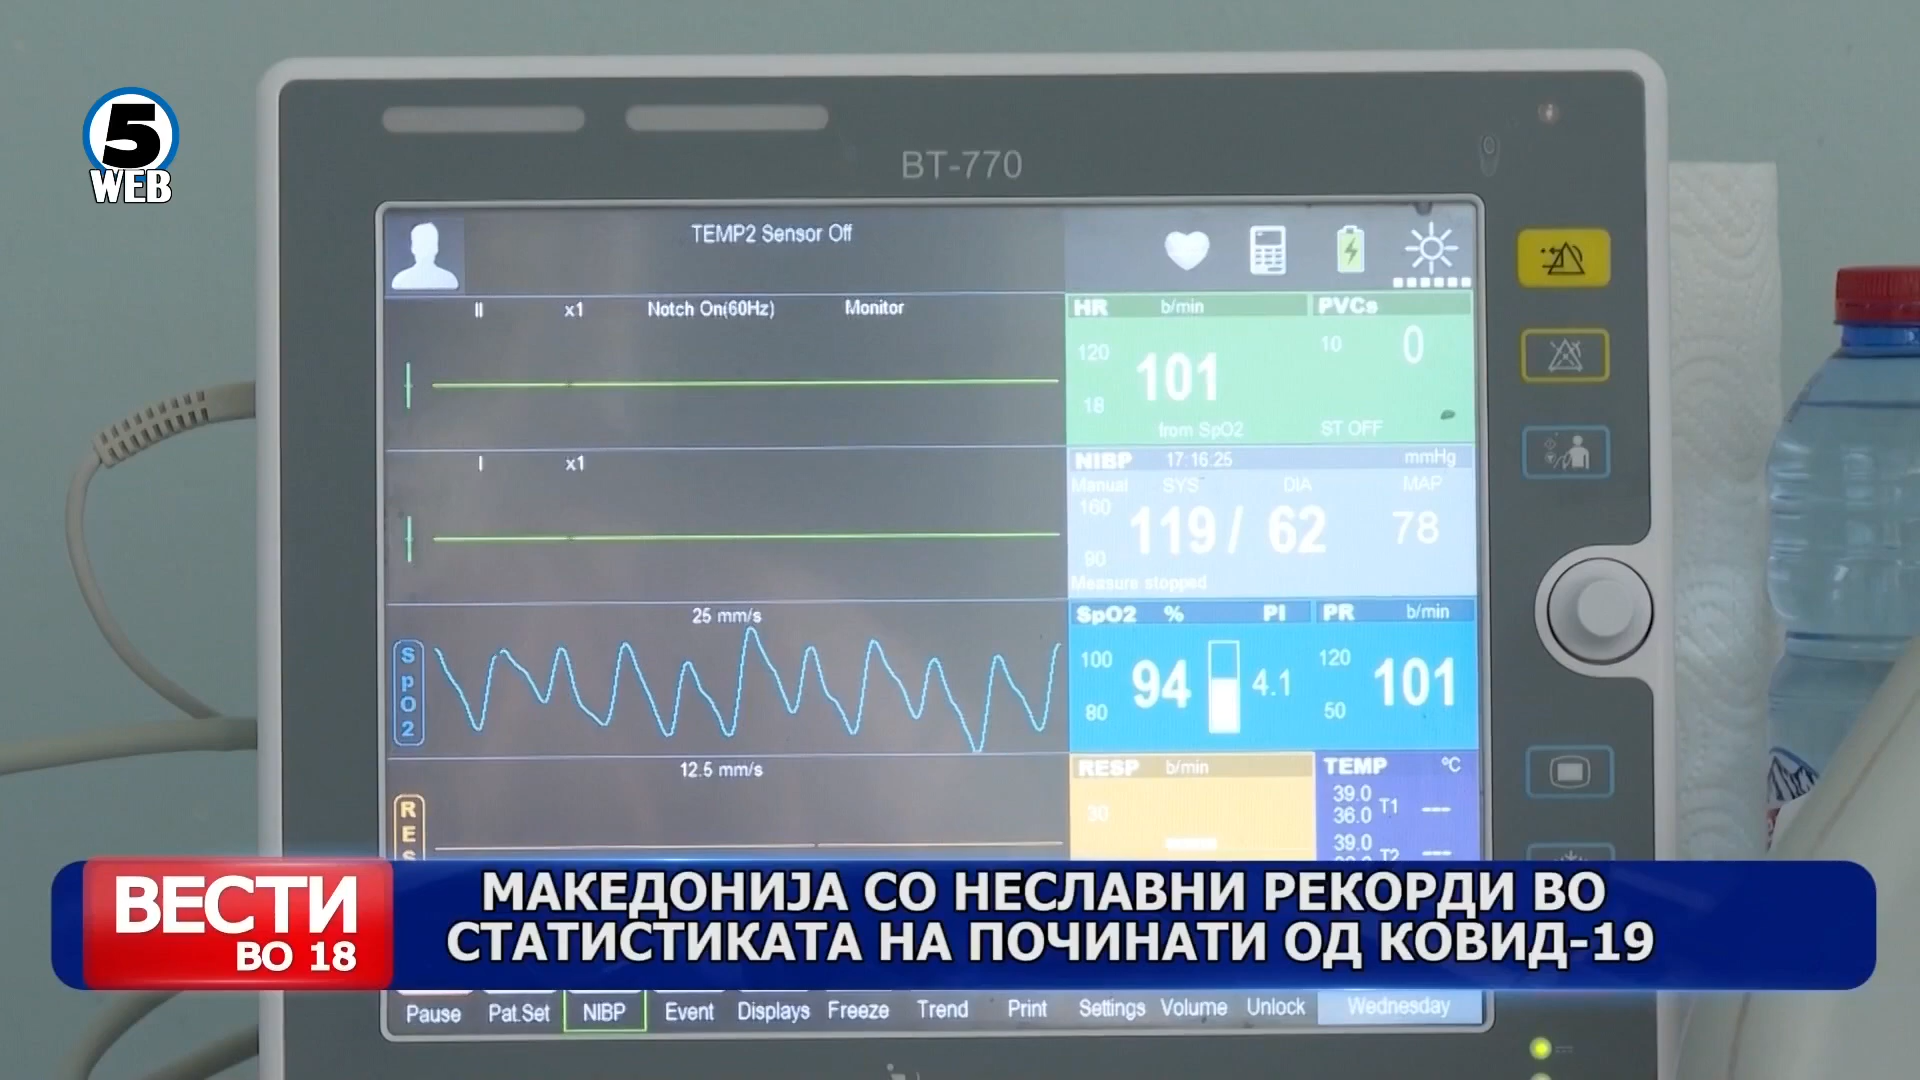 5
WEB
BT-770
TEMP2 Sensor Off
II x1 Notch On(60Hz) Monitor
HR b/min PVCs
120 101 10 0
18
from SpO2 ST OFF
I x1
NIBP 17:16:25 mmHg
Manual SYS DIA MAP
160 119 / 62 78
90
Measure stopped
25 mm/s
SpO2 % PI PR b/min
SpO2
100 94 4.1 120 101
80 50
12.5 mm/s
RESP b/min TEMP °C
RES
30 39.0 T1 ---
36.0
39.0 T2 ---
ВЕСТИ
ВО 18
МАКЕДОНИЈА СО НЕСЛАВНИ РЕКОРДИ ВО
СТАТИСТИКАТА НА ПОЧИНАТИ ОД КОВИД-19
Pause Pat.Set NIBP Event Displays Freeze Trend Print Settings Volume Unlock Wednesday